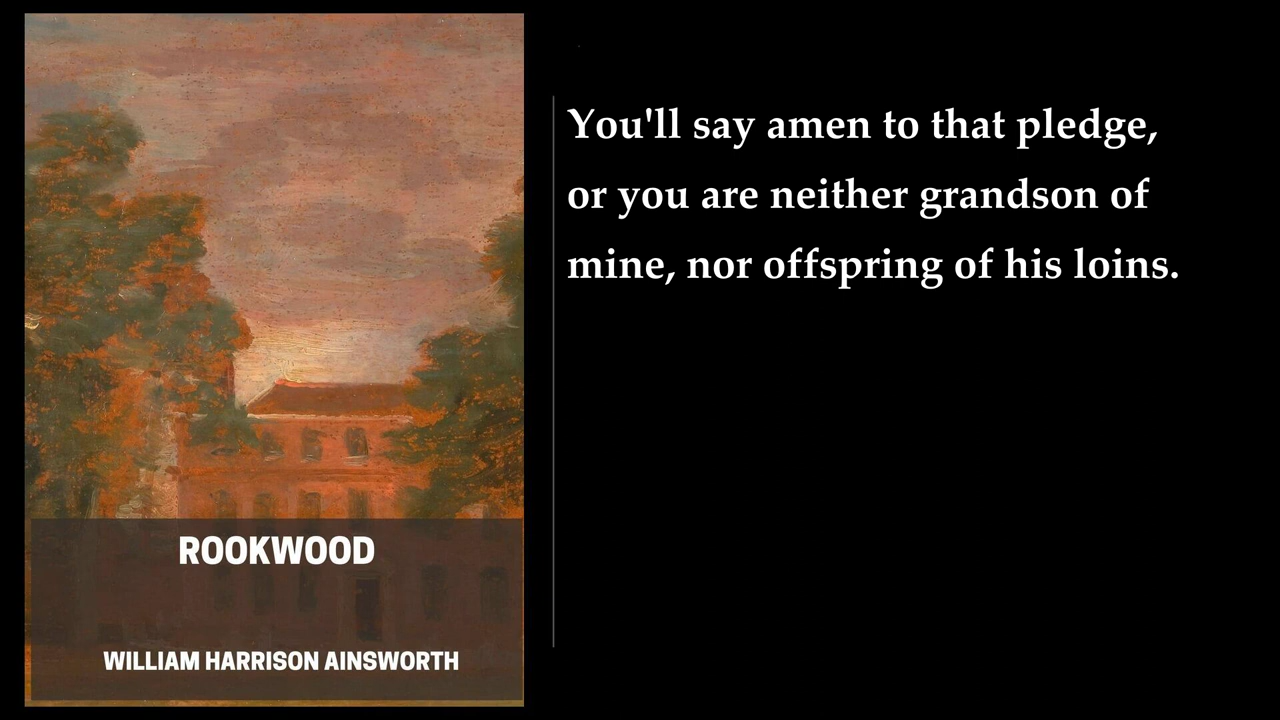 ROOKWOOD
WILLIAM HARRISON AINSWORTH
You'll say amen to that pledge,
or you are neither grandson of
mine, nor offspring of his loins.